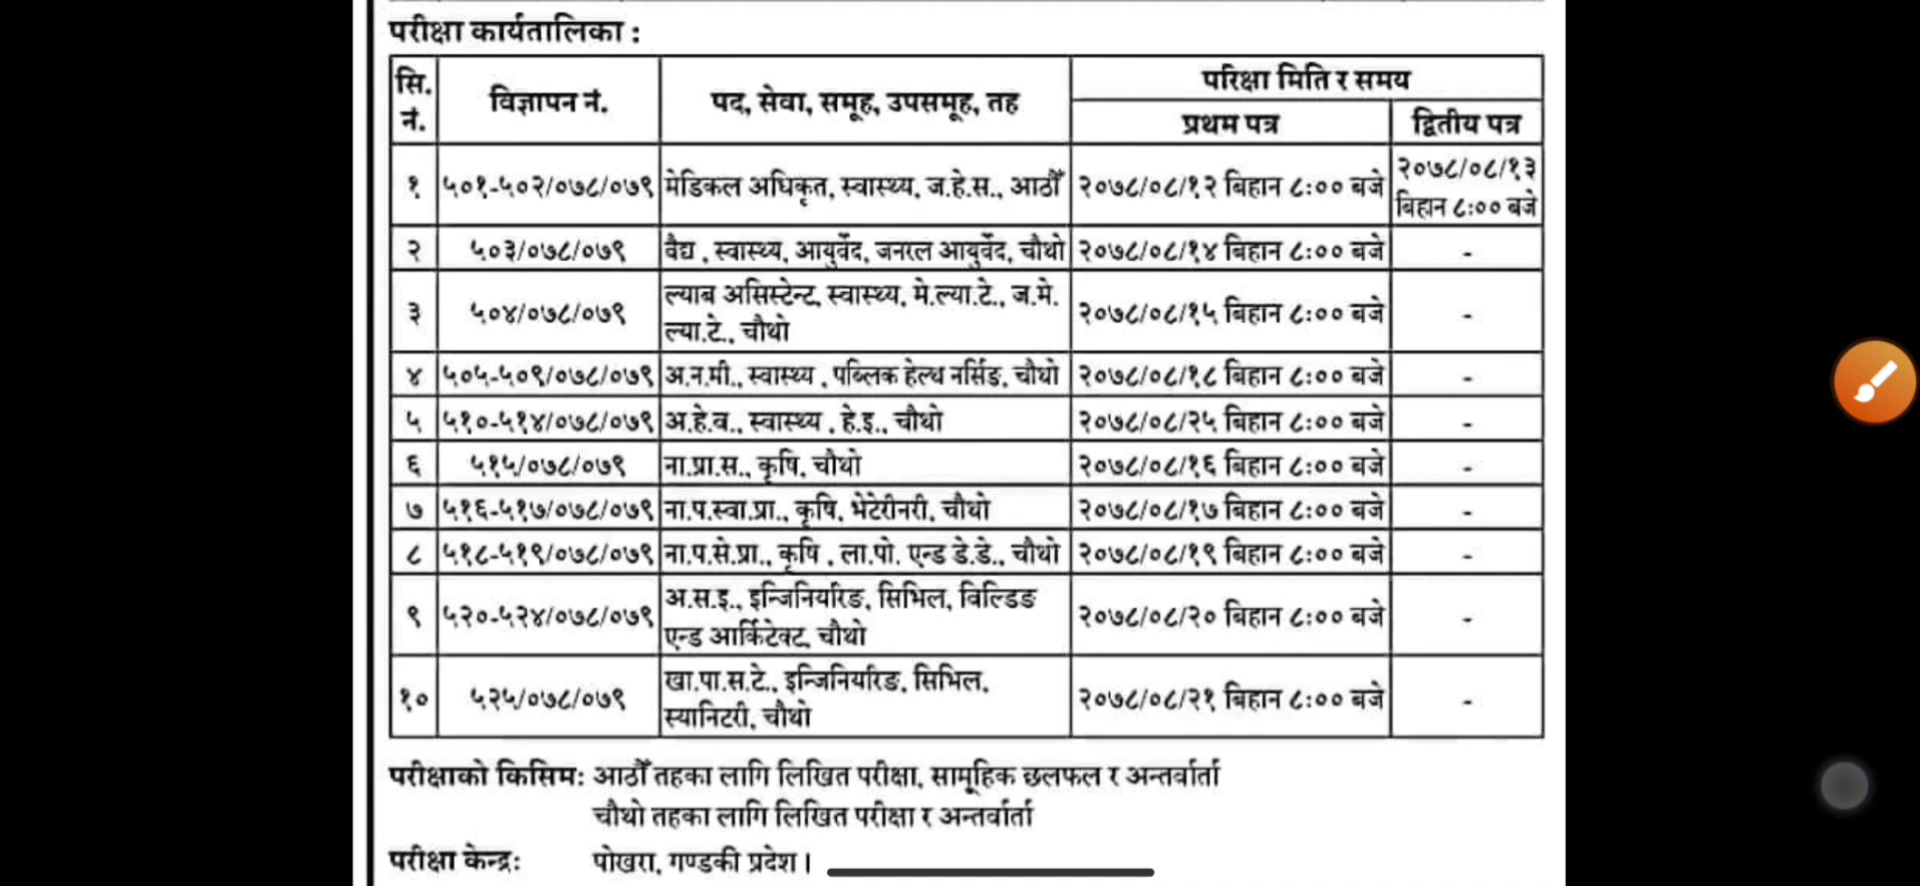 परीक्षा कार्यतालिका :
सि. नं. विज्ञापन नं. पद, सेवा, समूह, उपसमूह, तह परिक्षा मिति र समय
प्रथम पत्र द्वितीय पत्र
१ ५०१-५०२/०७८/०७९ मेडिकल अधिकृत, स्वास्थ्य, ज.हे.स., आठौँ २०७८/०८/१२ बिहान ८:०० बजे २०७८/०८/१३
बिहान ८:०० बजे
२ ५०३/०७८/०७९ वैद्य , स्वास्थ्य, आयुर्वेद, जनरल आयुर्वेद, चौथो २०७८/०८/१४ बिहान ८:०० बजे -
३ ५०४/०७८/०७९ ल्याब असिस्टेन्ट, स्वास्थ्य, मे.ल्या.टे., ज.मे.
ल्या.टे., चौथो २०७८/०८/१५ बिहान ८:०० बजे -
४ ५०५-५०९/०७८/०७९ अ.न.मी., स्वास्थ्य , पब्लिक हेल्थ नर्सिङ, चौथो २०७८/०८/१८ बिहान ८:०० बजे -
५ ५१०-५१४/०७८/०७९ अ.हे.व., स्वास्थ्य , हे.इ., चौथो २०७८/०८/२५ बिहान ८:०० बजे -
६ ५१५/०७८/०७९ ना.प्रा.स., कृषि, चौथो २०७८/०८/१६ बिहान ८:०० बजे -
७ ५१६-५१७/०७८/०७९ ना.प.स्वा.प्रा., कृषि, भेटेरीनरी, चौथो २०७८/०८/१७ बिहान ८:०० बजे -
८ ५१८-५१९/०७८/०७९ ना.प.से.प्रा., कृषि , ला.पो. एन्ड डे.डे., चौथो २०७८/०८/१९ बिहान ८:०० बजे -
९ ५२०-५२४/०७८/०७९ अ.स.इ., इन्जिनियरिङ, सिभिल, विल्डिङ
एन्ड आर्किटेक्ट, चौथो २०७८/०८/२० बिहान ८:०० बजे -
१० ५२५/०७८/०७९ खा.पा.स.टे., इन्जिनियरिङ, सिभिल,
स्यानिटरी, चौथो २०७८/०८/२१ बिहान ८:०० बजे -
परीक्षाको किसिम: आठौँ तहका लागि लिखित परीक्षा, सामूहिक छलफल र अन्तर्वार्ता
चौथो तहका लागि लिखित परीक्षा र अन्तर्वार्ता
परीक्षा केन्द्र: पोखरा, गण्डकी प्रदेश ।